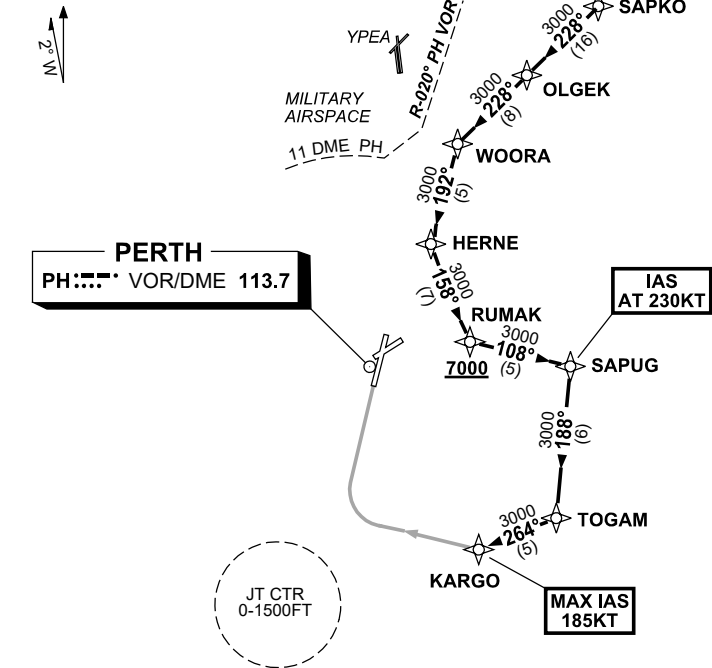 SAPKO
3000
228°
(16)
2° W
YPEA
R-020° PH VOR
OLGEK
3000
228°
(8)
MILITARY
AIRSPACE
11 DME PH
WOORA
3000
192°
(5)
HERNE
PERTH
PH VOR/DME 113.7
3000
158°
(7)
IAS
AT 230KT
RUMAK
7000
3000
108°
(5)
SAPUG
3000
188°
(6)
TOGAM
3000
264°
(5)
KARGO
JT CTR
0-1500FT
MAX IAS
185KT